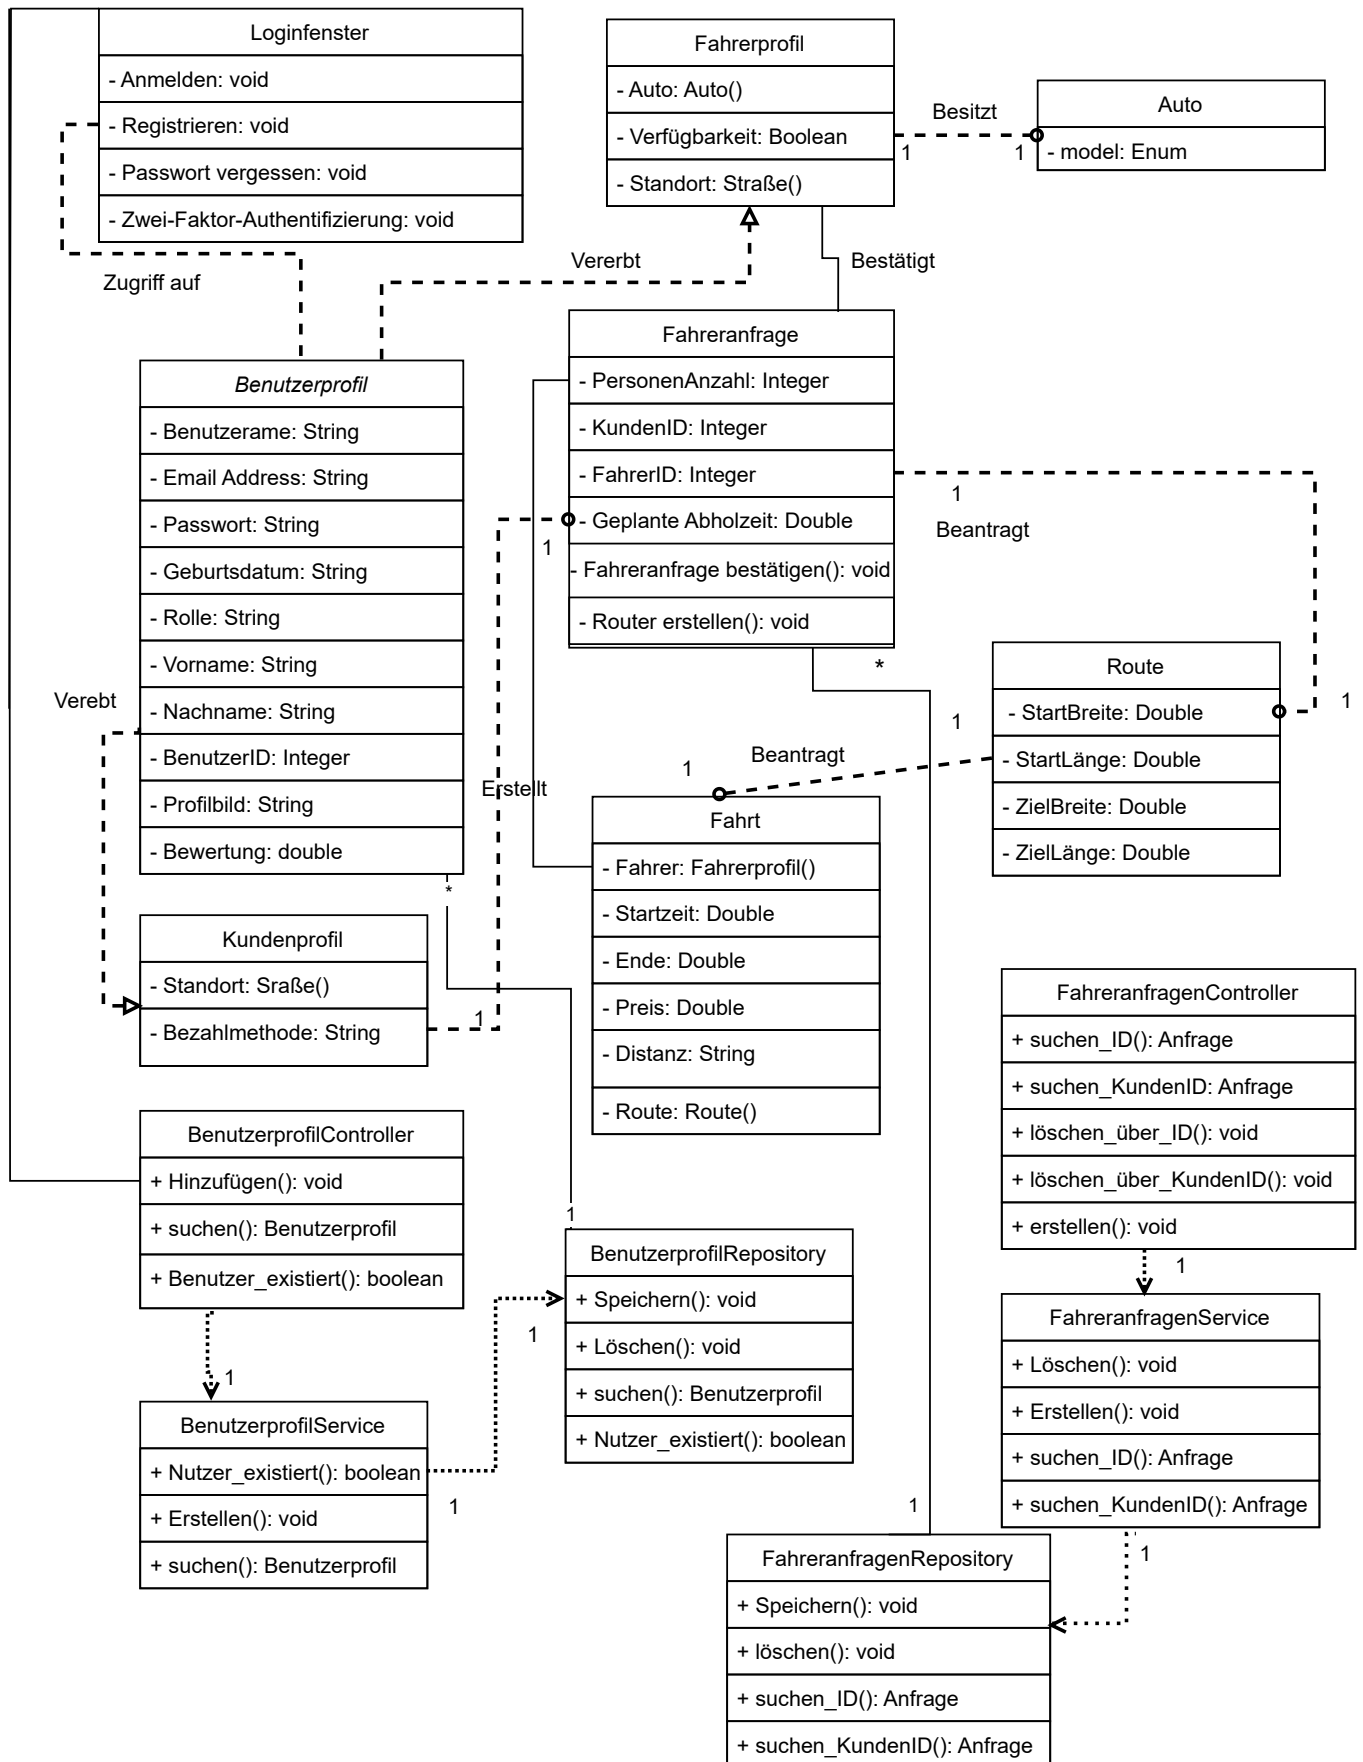 Loginfenster
- Anmelden: void
- Registrieren: void
- Passwort vergessen: void
- Zwei-Faktor-Authentifizierung: void
Zugriff auf
Fahrerprofil
- Auto: Auto()
- Verfügbarkeit: Boolean
- Standort: Straße()
Besitzt
1
1
Auto
- model: Enum
Vererbt
Bestätigt
Benutzerprofil
- Benutzerame: String
- Email Address: String
- Passwort: String
- Geburtsdatum: String
- Rolle: String
- Vorname: String
- Nachname: String
- BenutzerID: Integer
- Profilbild: String
- Bewertung: double
*
Verebt
Fahreranfrage
- PersonenAnzahl: Integer
- KundenID: Integer
- FahrerID: Integer
- Geplante Abholzeit: Double
- Fahreranfrage bestätigen(): void
- Router erstellen(): void
*
1
Erstellt
1
1
Beantragt
1
Route
- StartBreite: Double
- StartLänge: Double
- ZielBreite: Double
- ZielLänge: Double
1
Beantragt
1
Fahrt
- Fahrer: Fahrerprofil()
- Startzeit: Double
- Ende: Double
- Preis: Double
- Distanz: String
- Route: Route()
Kundenprofil
- Standort: Sraße()
- Bezahlmethode: String
BenutzerprofilController
+ Hinzufügen(): void
+ suchen(): Benutzerprofil
+ Benutzer_existiert(): boolean
1
BenutzerprofilService
+ Nutzer_existiert(): boolean
+ Erstellen(): void
+ suchen(): Benutzerprofil
1
1
1
BenutzerprofilRepository
+ Speichern(): void
+ Löschen(): void
+ suchen(): Benutzerprofil
+ Nutzer_existiert(): boolean
FahreranfragenController
+ suchen_ID(): Anfrage
+ suchen_KundenID: Anfrage
+ löschen_über_ID(): void
+ löschen_über_KundenID(): void
+ erstellen(): void
1
FahreranfragenService
+ Löschen(): void
+ Erstellen(): void
+ suchen_ID(): Anfrage
+ suchen_KundenID(): Anfrage
1
1
FahreranfragenRepository
+ Speichern(): void
+ löschen(): void
+ suchen_ID(): Anfrage
+ suchen_KundenID(): Anfrage